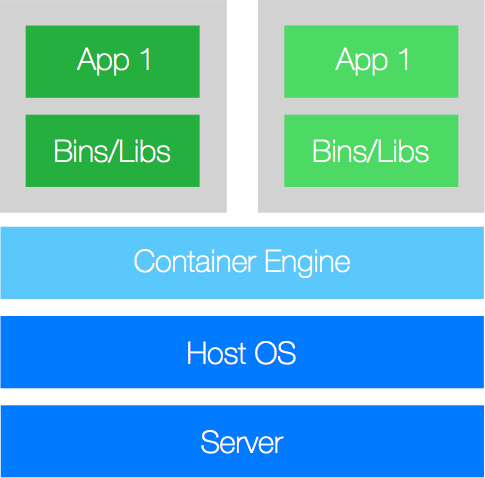 App 1
App 1
Bins/Libs
Bins/Libs
Container Engine
Host OS
Server